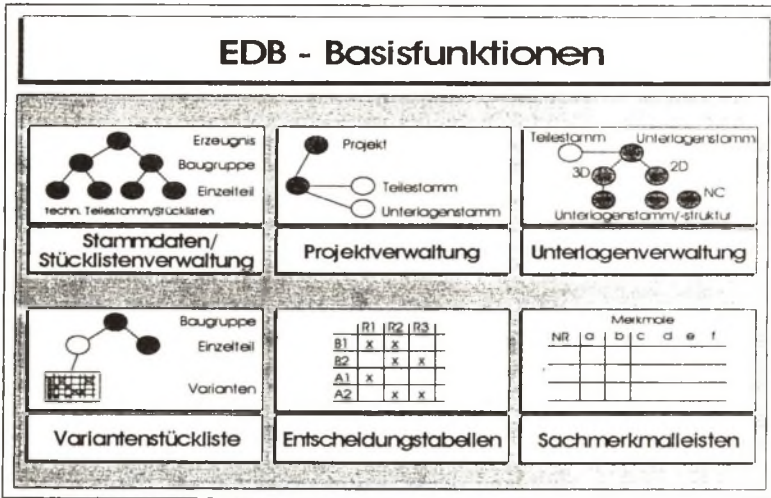 EDB - Basisfunktionen
Erzeugnis
Baugruppe
Einzelteil
techn. Teilestamm/Stücklisten
Stammdaten/
Stücklistenverwaltung
Projekt
Teilestamm
Unterlagenstamm
Projektverwaltung
Teilestamm Unterlagenstamm
3D 2D
NC
Unterlagenstamm/-struktur
Unterlagenverwaltung
Baugruppe
Einzelteil
Varianten
Variantenstückliste
R1 R2 R3
B1 x x
B2 x x
A1 x
A2 x x
Entscheidungstabellen
Merkmale
NR a b c d e f
Sachmerkmalleisten